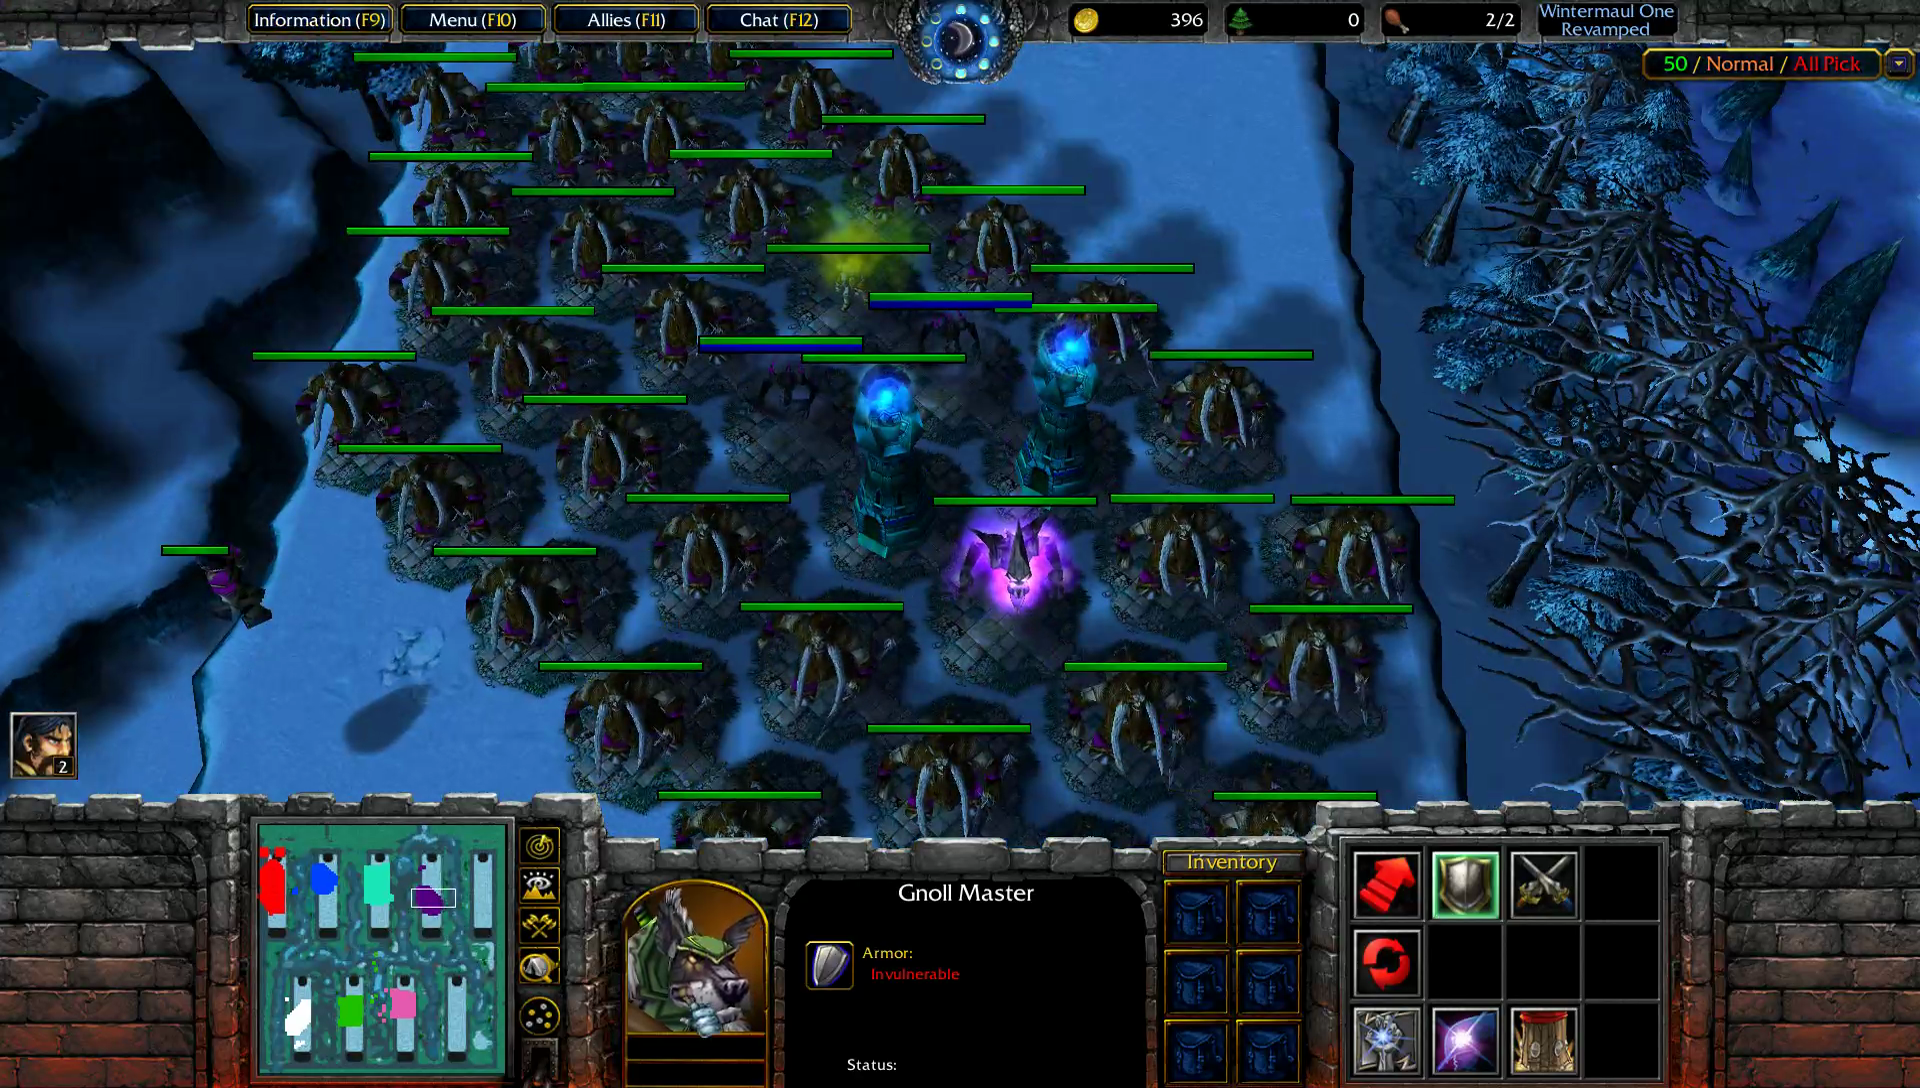 Information (F9)
Menu (F10)
Allies (F11)
Chat (F12)
396
0
2/2
Wintermaul One
Revamped
50 / Normal / All Pick
2
Gnoll Master
Armor:
Invulnerable
Status:
Inventory